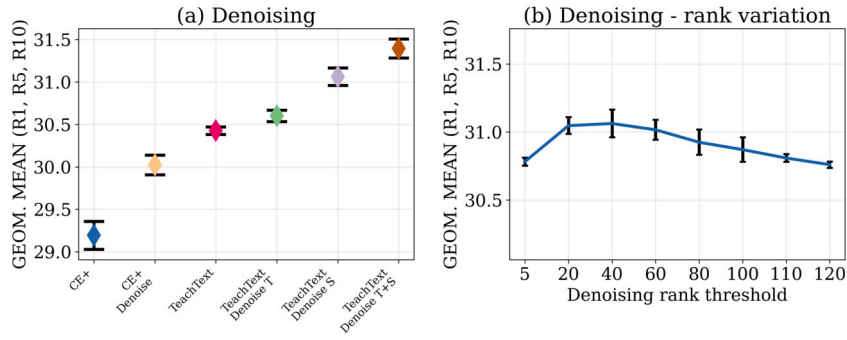 (a) Denoising
GEOM. MEAN (R1, R5, R10)
31.5
31.0
30.5
30.0
29.5
29.0
CE+
CE+
Denoise
TeachText
TeachText
Denoise T
TeachText
Denoise S
TeachText
Denoise T+S
(b) Denoising - rank variation
GEOM. MEAN (R1, R5, R10)
31.5
31.0
30.5
5 20 40 60 80 100 110 120
Denoising rank threshold